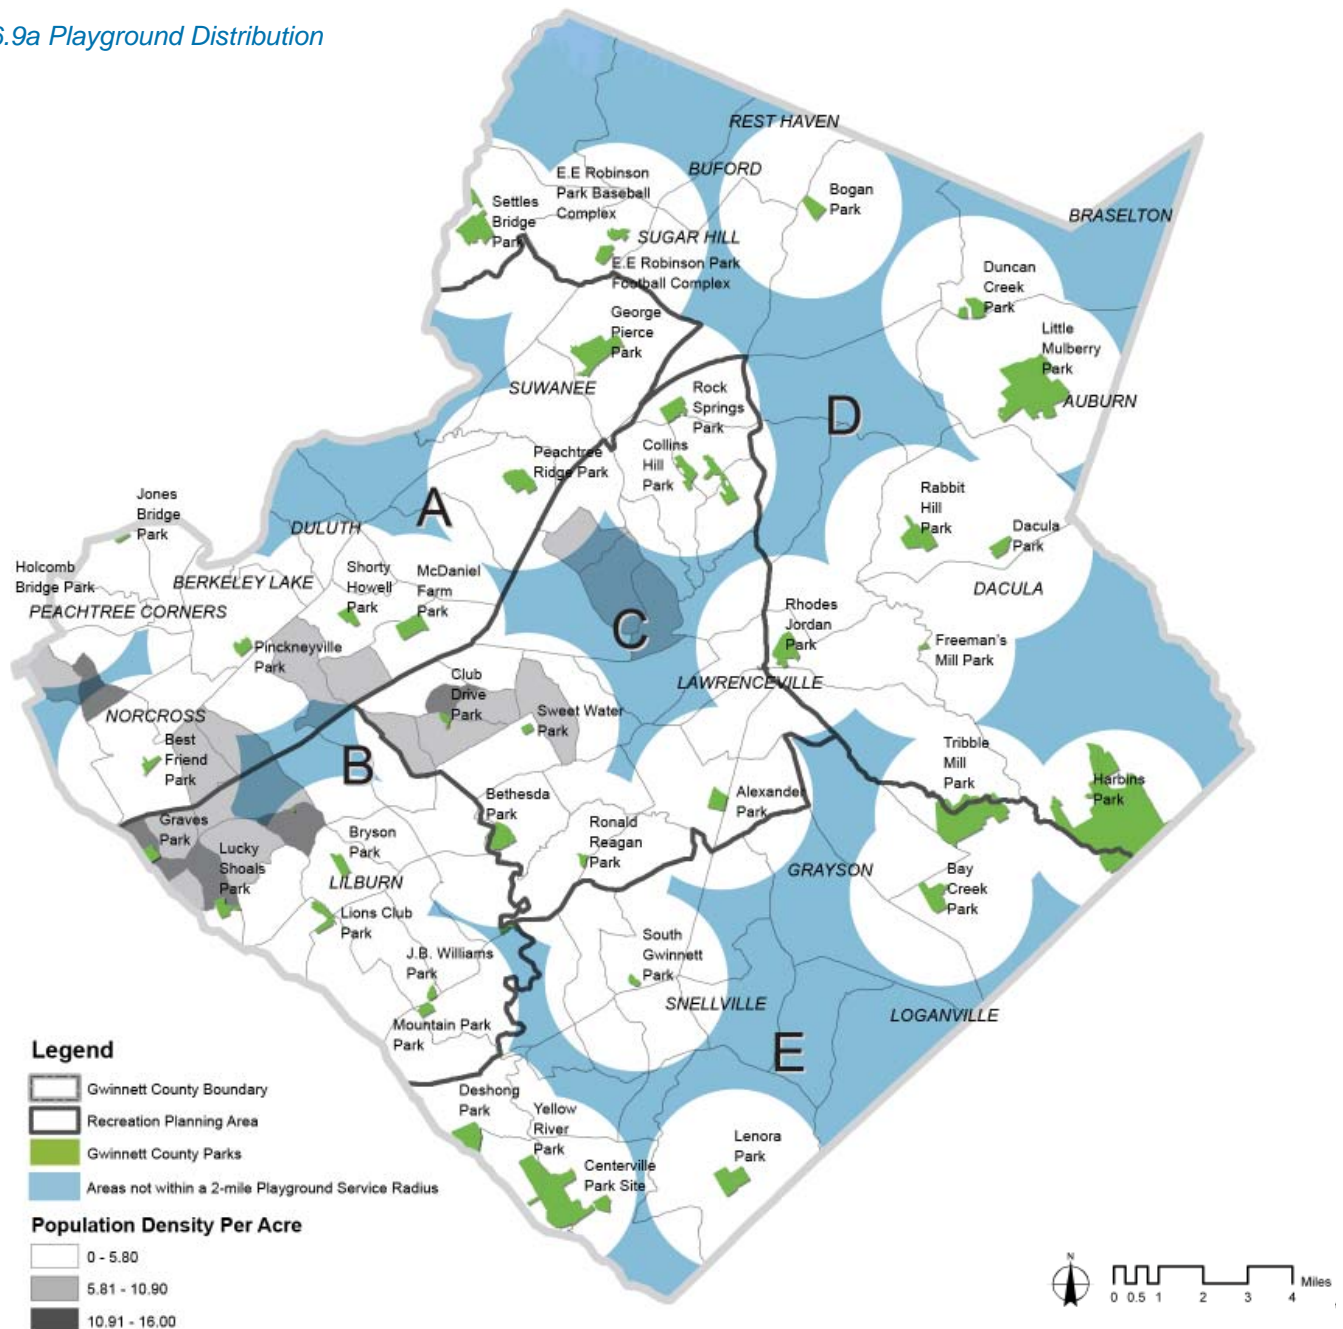 6.9a Playground Distribution
REST HAVEN
BUFORD
E.E Robinson
Park Baseball
Complex
Settles
Bridge
Park
Bogan
Park
BRASELTON
SUGAR HILL
E.E Robinson Park
Football Complex
Duncan
Creek
Park
George
Pierce
Park
Little
Mulberry
Park
SUWANEE
AUBURN
Rock
Springs
Park
D
Collins
Hill
Park
Peachtree
Ridge Park
Rabbit
Hill
Park
Dacula
Park
Jones
Bridge
Park
A
DULUTH
Holcomb
Bridge Park
BERKELEY LAKE
Shorty
Howell
Park
McDaniel
Farm
Park
DACULA
PEACHTREE CORNERS
Rhodes
Jordan
Park
C
Pinckneyville
Park
Freeman's
Mill Park
Club
Drive
Park
LAWRENCEVILLE
NORCROSS
Sweet Water
Park
Best
Friend
Park
B
Tribble
Mill
Park
Harbins
Park
Bethesda
Park
Alexander
Park
Graves
Park
Bryson
Park
Ronald
Reagan
Park
Lucky
Shoals
Park
GRAYSON
LILBURN
Bay
Creek
Park
Lions Club
Park
South
Gwinnett
Park
J.B. Williams
Park
SNELLVILLE
LOGANVILLE
Mountain Park
Park
E
Deshong
Park
Yellow
River
Park
Centerville
Park Site
Lenora
Park
Legend
Gwinnett County Boundary
Recreation Planning Area
Gwinnett County Parks
Areas not within a 2-mile Playground Service Radius
Population Density Per Acre
0 - 5.80
5.81 - 10.90
10.91 - 16.00
N
Miles
0 0.5 1 2 3 4